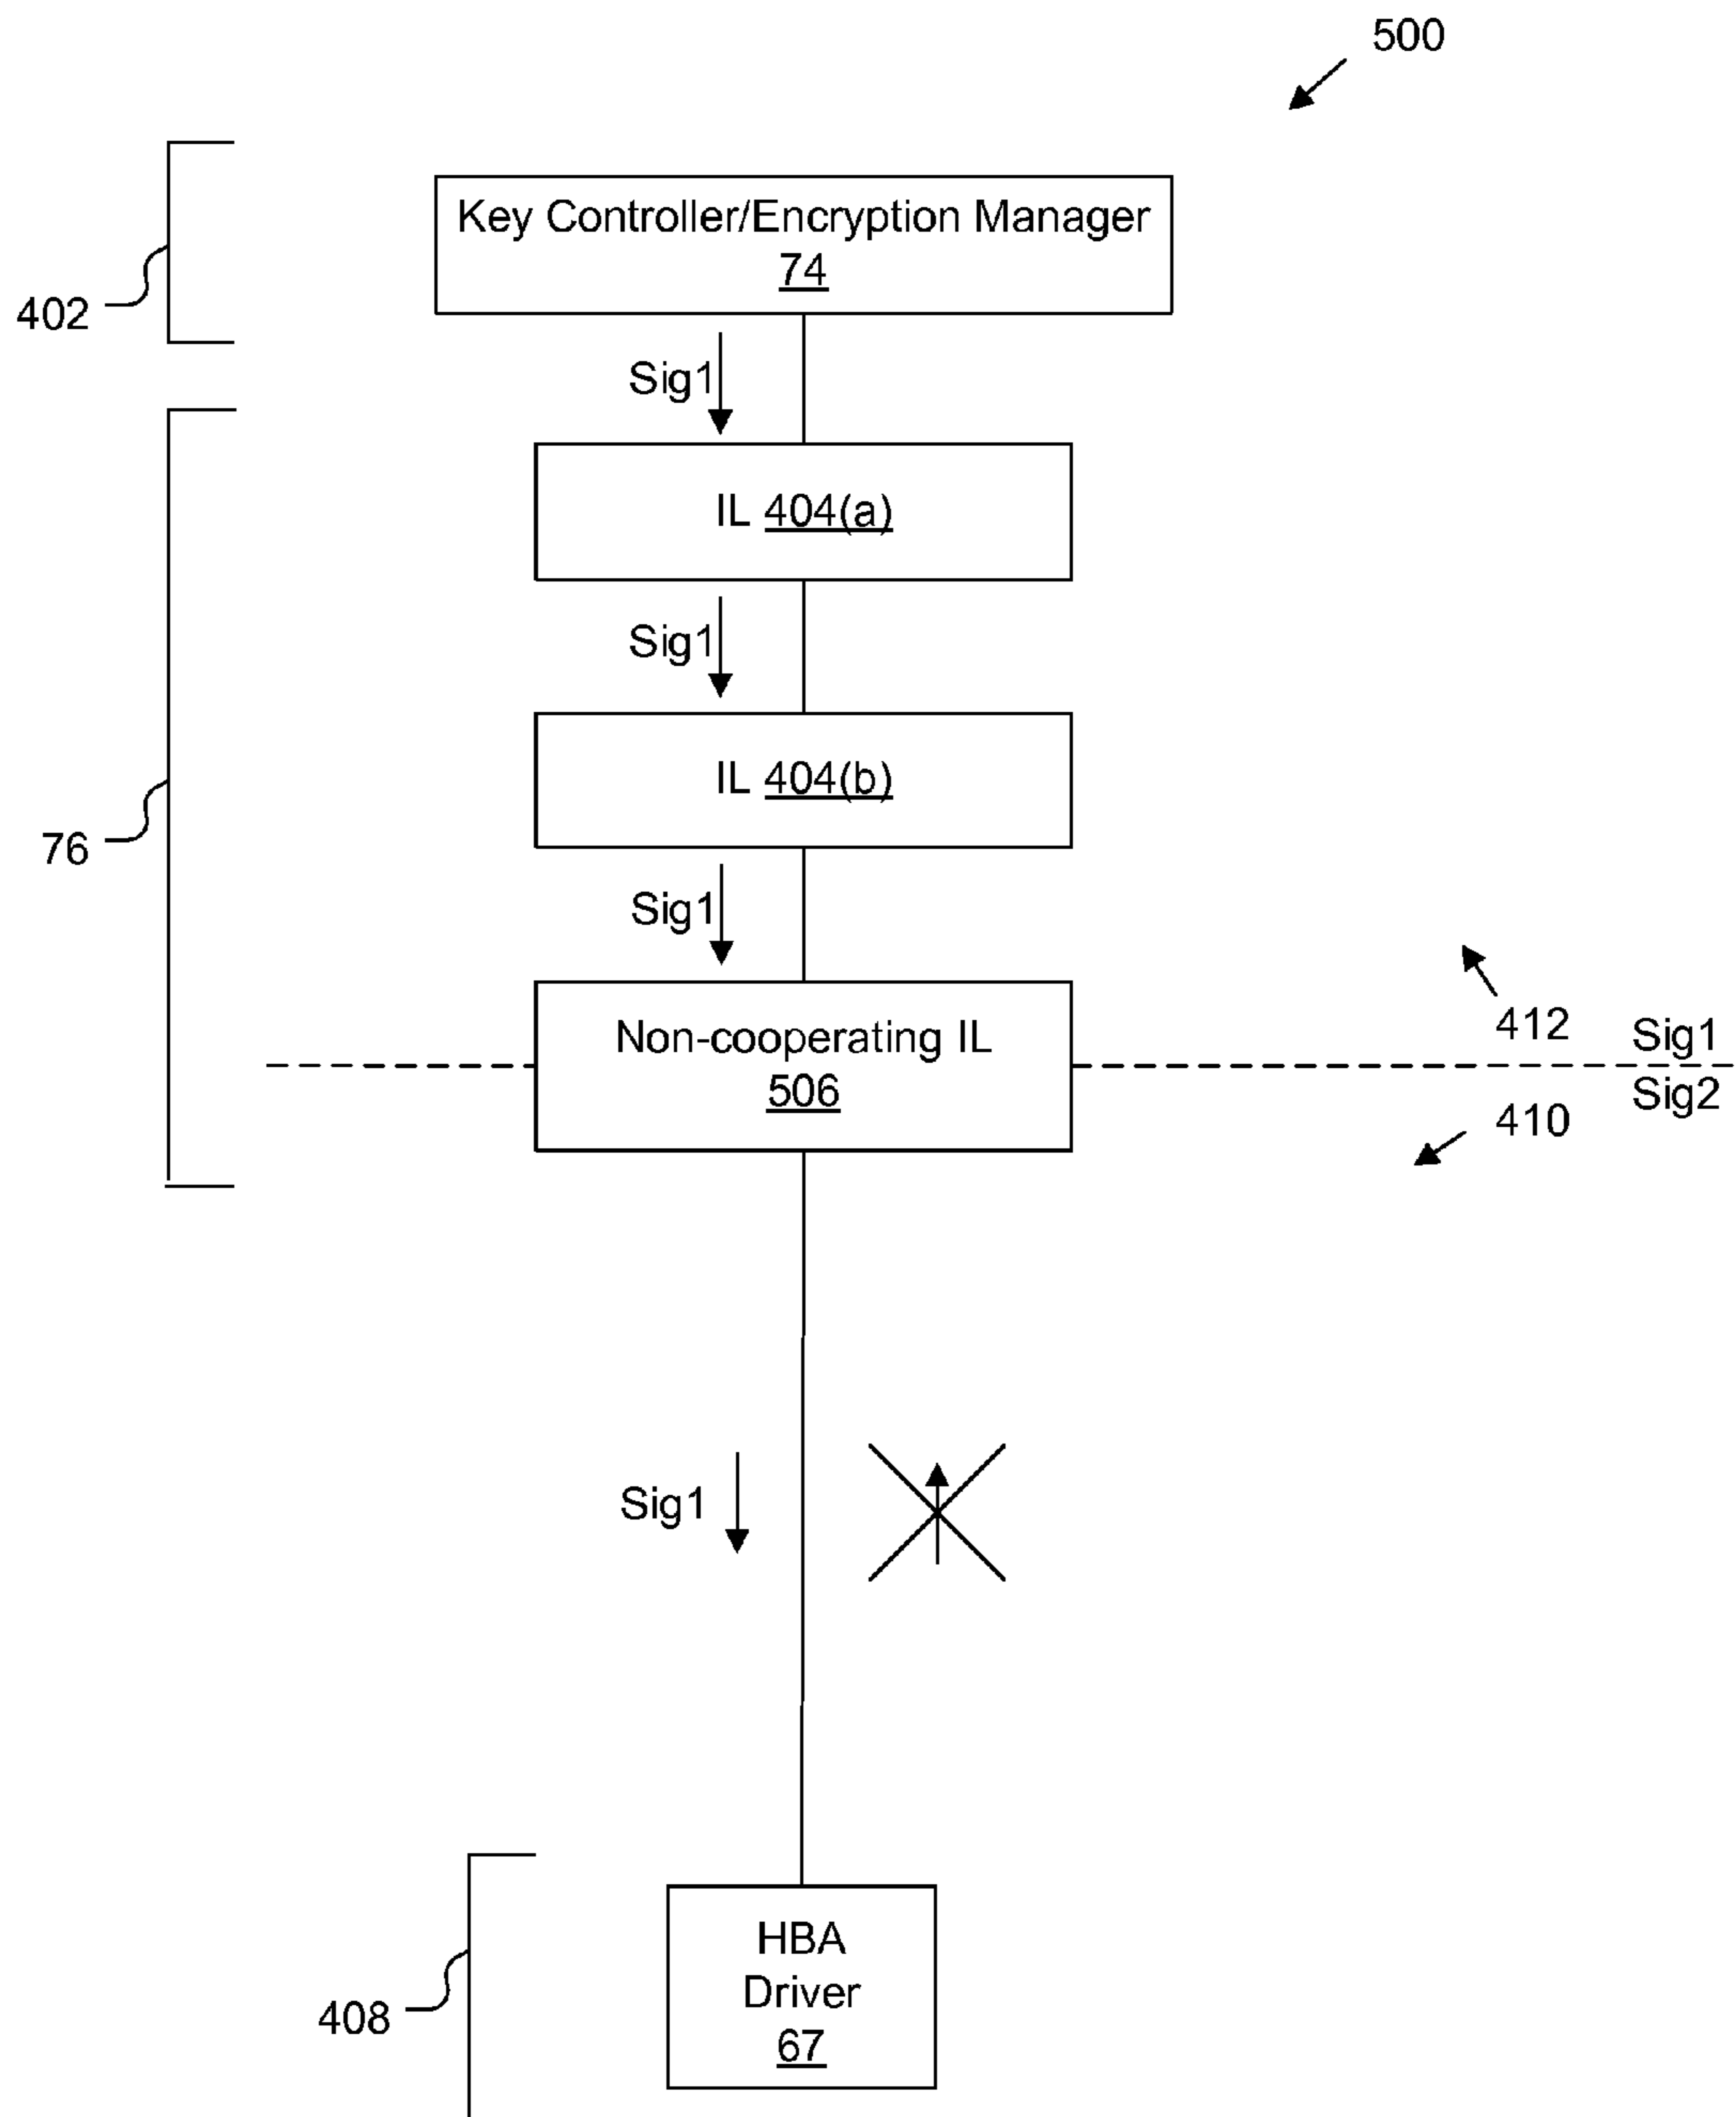 500
Key Controller/Encryption Manager
74
402
Sig1
IL 404(a)
Sig1
IL 404(b)
76
Sig1
412
Sig1
Non-cooperating IL
506
Sig2
410
Sig1
HBA
Driver
67
408